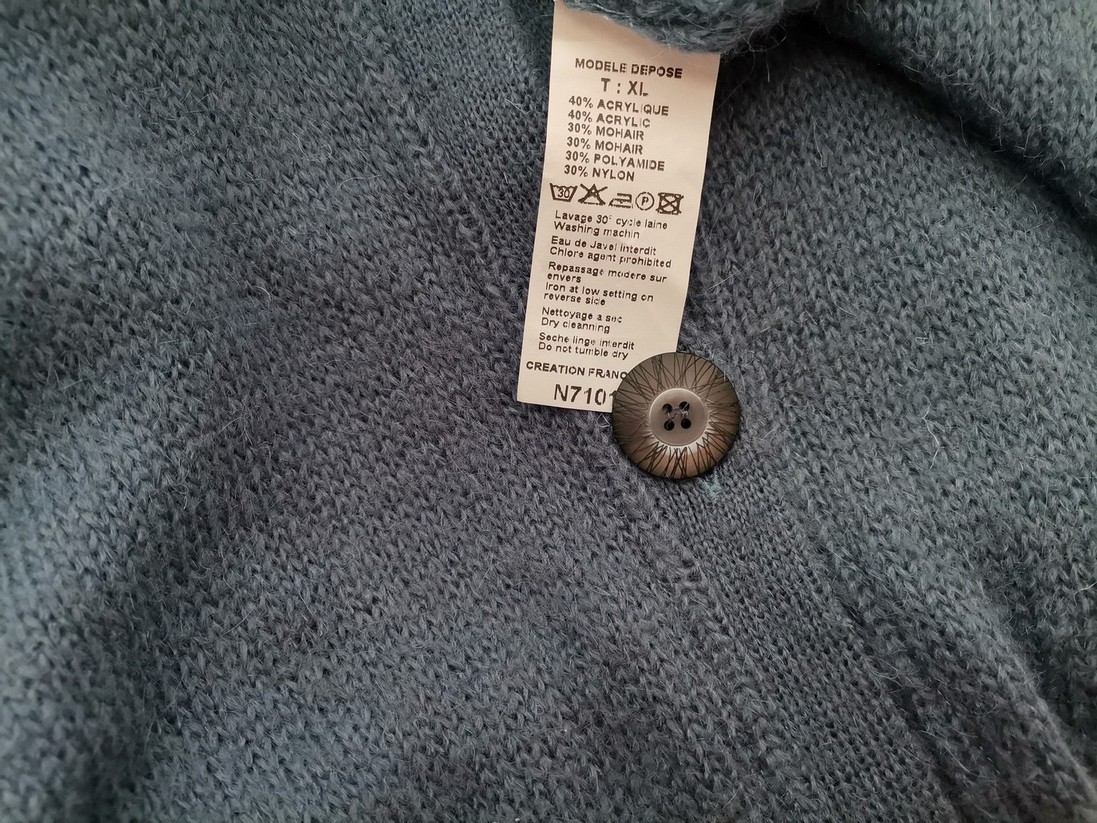 MODELE DEPOSE
T : XL
40% ACRYLIQUE
40% ACRYLIC
30% MOHAIR
30% MOHAIR
30% POLYAMIDE
30% NYLON
30 P
Lavage 30° cycle laine
Washing machin
Eau de Javel interdit
Chlore agent prohibited
Repassage modere sur
envers
Iron at low setting on
reverse side
Nettoyage a sec
Dry cleanning
Seche linge interdit
Do not tumble dry
CREATION FRANC
N7101